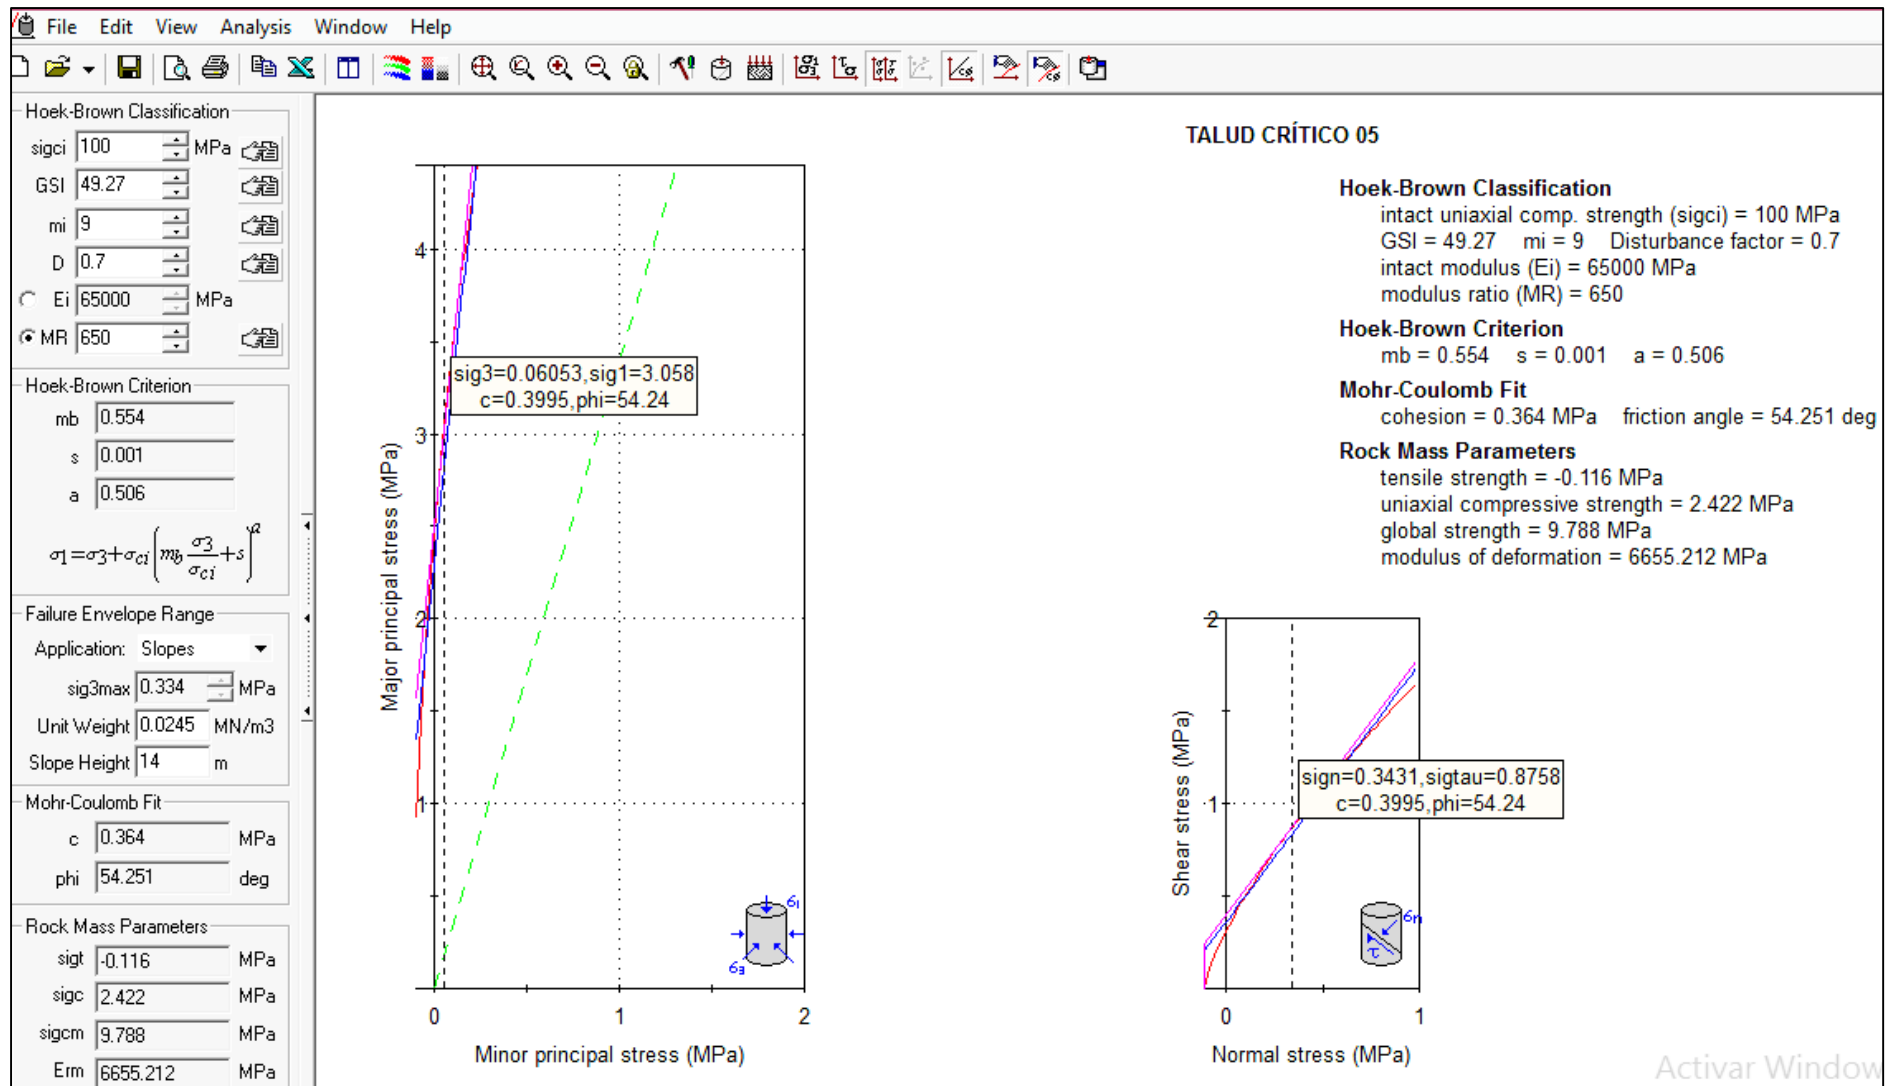 File Edit View Analysis Window Help
Hoek-Brown Classification
sigci 100 MPa
GSI 49.27
mi 9
D 0.7
Ei 65000 MPa
MR 650
Hoek-Brown Criterion
mb 0.554
s 0.001
a 0.506
σ1=σ3+σci(mb σ3/σci+s)^a
Failure Envelope Range
Application: Slopes
sig3max 0.334 MPa
Unit Weight 0.0245 MN/m3
Slope Height 14 m
Mohr-Coulomb Fit
c 0.364 MPa
phi 54.251 deg
Rock Mass Parameters
sigt -0.116 MPa
sigc 2.422 MPa
sigcm 9.788 MPa
Erm 6655.212 MPa
Major principal stress (MPa)
4
3
2
1
sig3=0.06053,sig1=3.058
c=0.3995,phi=54.24
σ1
σ3
0 1 2
Minor principal stress (MPa)
TALUD CRÍTICO 05
Hoek-Brown Classification
intact uniaxial comp. strength (sigci) = 100 MPa
GSI = 49.27 mi = 9 Disturbance factor = 0.7
intact modulus (Ei) = 65000 MPa
modulus ratio (MR) = 650
Hoek-Brown Criterion
mb = 0.554 s = 0.001 a = 0.506
Mohr-Coulomb Fit
cohesion = 0.364 MPa friction angle = 54.251 deg
Rock Mass Parameters
tensile strength = -0.116 MPa
uniaxial compressive strength = 2.422 MPa
global strength = 9.788 MPa
modulus of deformation = 6655.212 MPa
Shear stress (MPa)
2
1
sign=0.3431,sigtau=0.8758
c=0.3995,phi=54.24
σn
τ
0 1
Normal stress (MPa)
Activar Window